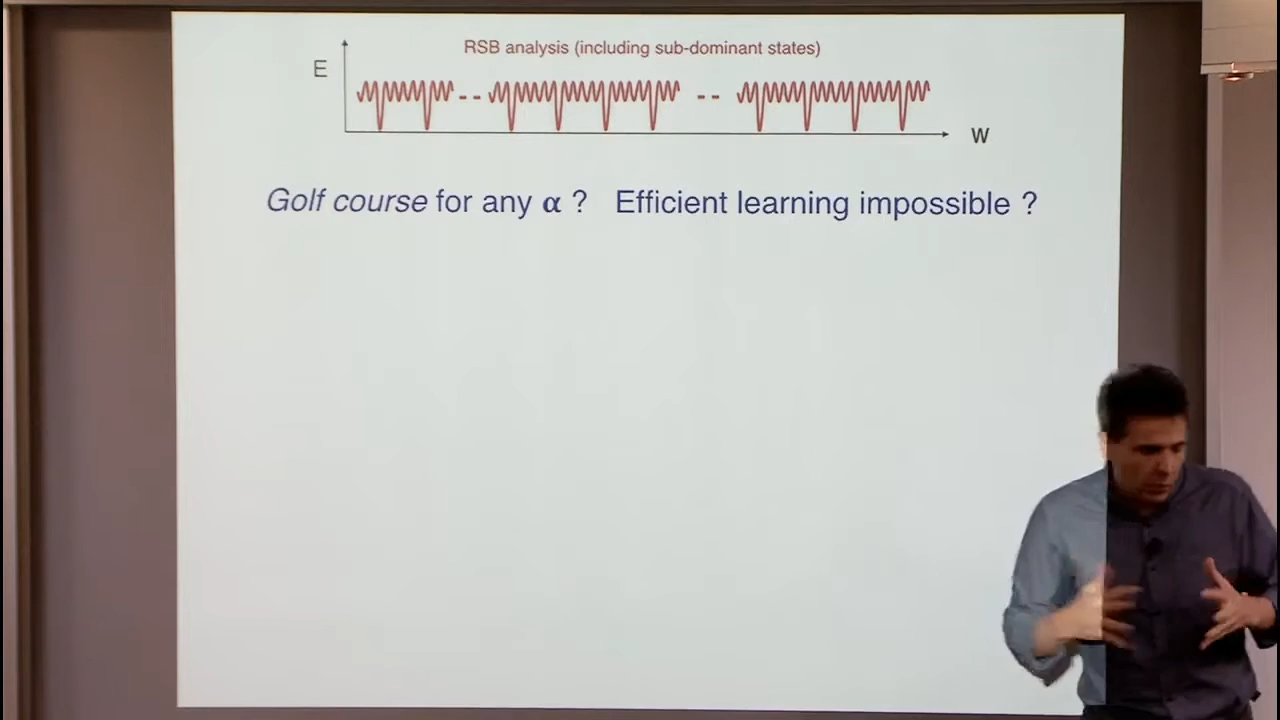 RSB analysis (including sub-dominant states)
E
W
Golf course for any α ? Efficient learning impossible ?